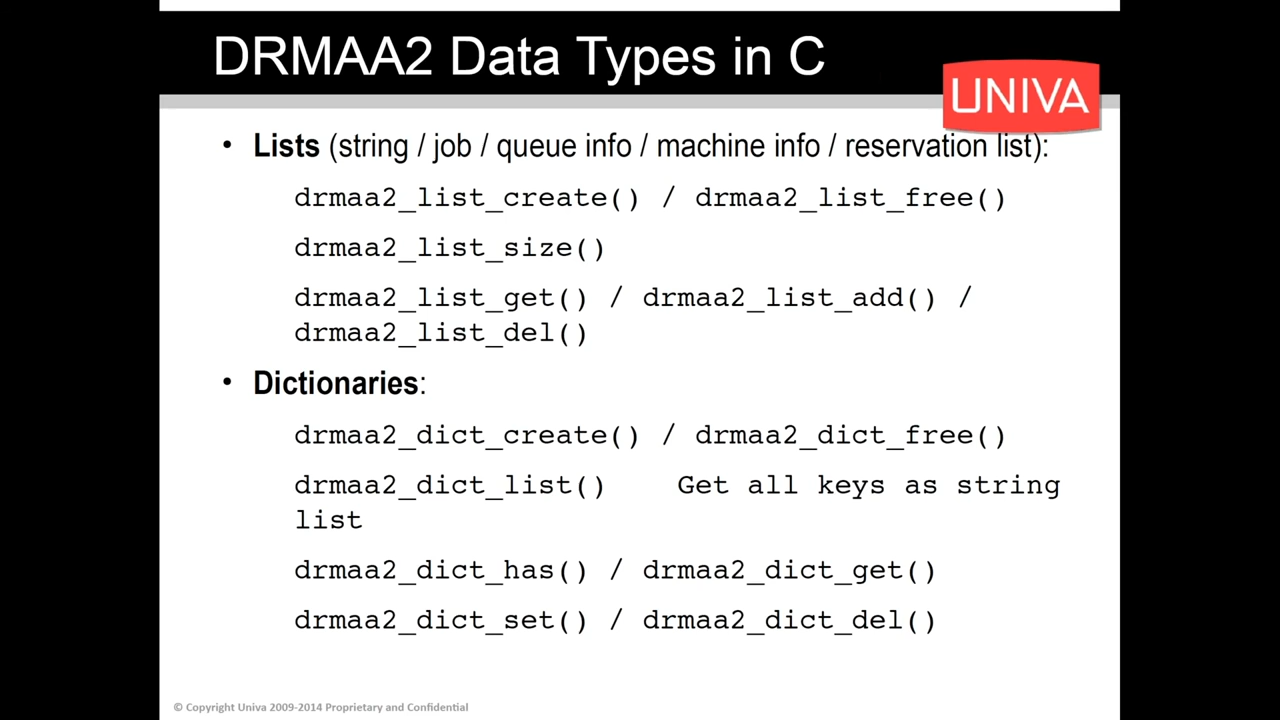 DRMAA2 Data Types in C
UNIVA
• Lists (string / job / queue info / machine info / reservation list):
drmaa2_list_create() / drmaa2_list_free()
drmaa2_list_size()
drmaa2_list_get() / drmaa2_list_add() /
drmaa2_list_del()
• Dictionaries:
drmaa2_dict_create() / drmaa2_dict_free()
drmaa2_dict_list() Get all keys as string
list
drmaa2_dict_has() / drmaa2_dict_get()
drmaa2_dict_set() / drmaa2_dict_del()
© Copyright Univa 2009-2014 Proprietary and Confidential